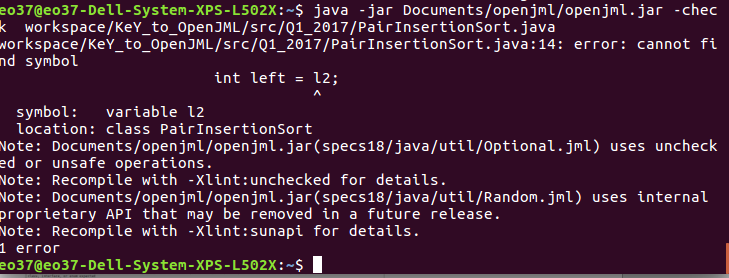 eo37@eo37-Dell-System-XPS-L502X:~$ java -jar Documents/openjml/openjml.jar -chec
k  workspace/KeY_to_OpenJML/src/Q1_2017/PairInsertionSort.java
workspace/KeY_to_OpenJML/src/Q1_2017/PairInsertionSort.java:14: error: cannot fi
nd symbol
int left = l2;
^
symbol:   variable l2
location: class PairInsertionSort
Note: Documents/openjml/openjml.jar(specs18/java/util/Optional.jml) uses uncheck
ed or unsafe operations.
Note: Recompile with -Xlint:unchecked for details.
Note: Documents/openjml/openjml.jar(specs18/java/util/Random.jml) uses internal
proprietary API that may be removed in a future release.
Note: Recompile with -Xlint:sunapi for details.
1 error
eo37@eo37-Dell-System-XPS-L502X:~$